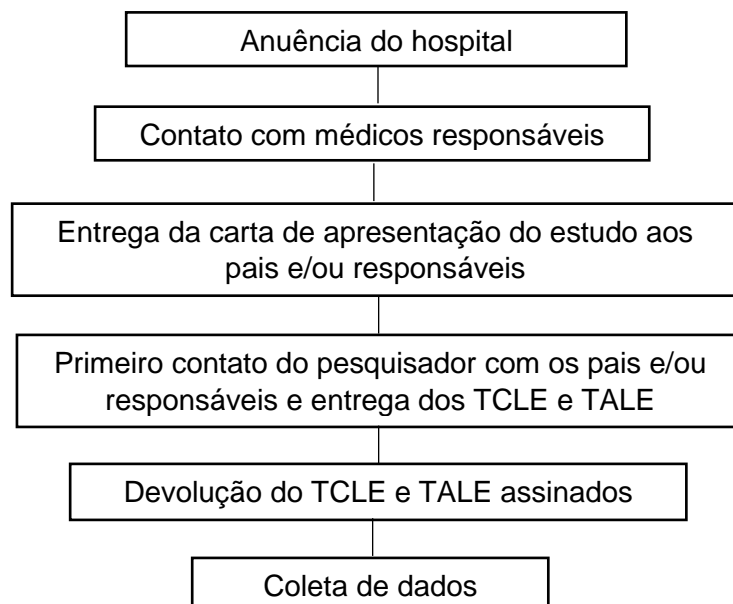 Anuência do hospital
Contato com médicos responsáveis
Entrega da carta de apresentação do estudo aos
pais e/ou responsáveis
Primeiro contato do pesquisador com os pais e/ou
responsáveis e entrega dos TCLE e TALE
Devolução do TCLE e TALE assinados
Coleta de dados